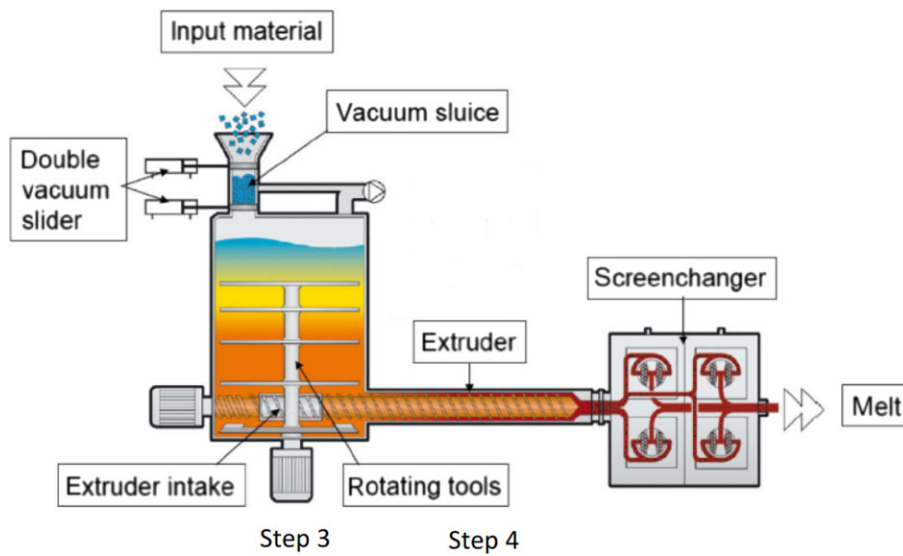 Input material
Vacuum sluice
Double
vacuum
slider
Screenchanger
Extruder
Melt
Extruder intake
Rotating tools
Step 3
Step 4